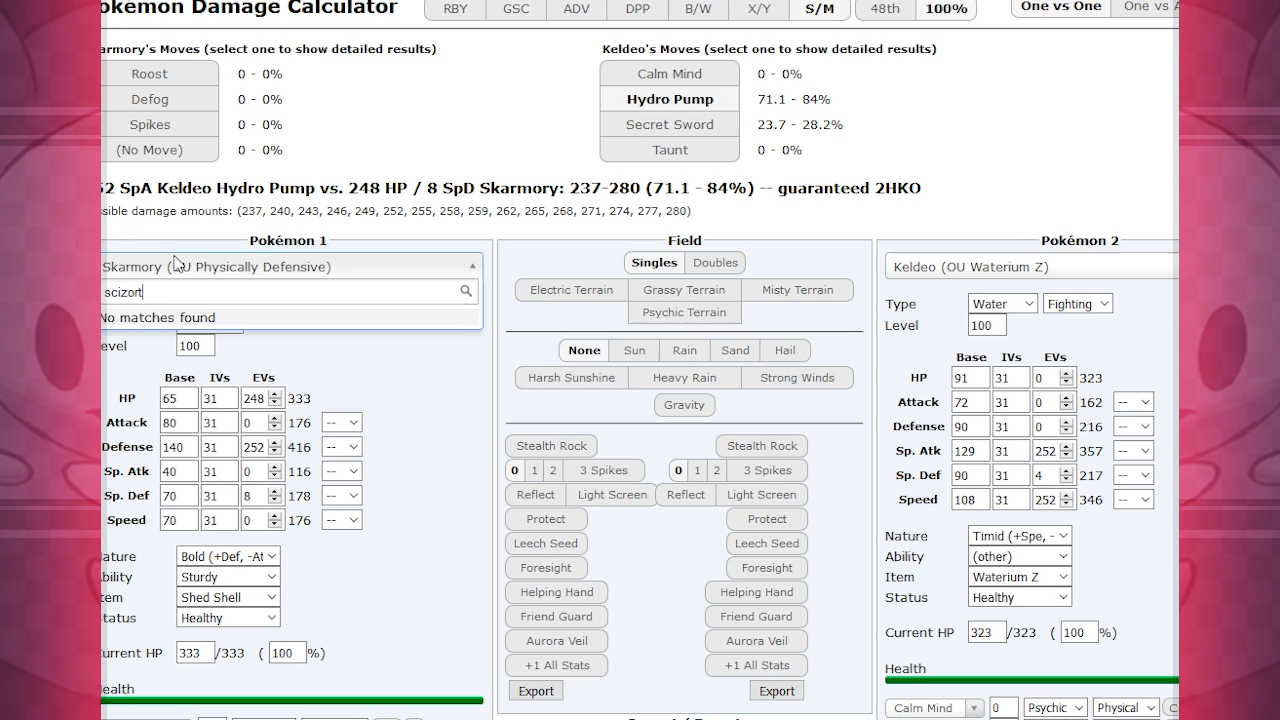 okémon Damage Calculator RBY GSC ADV DPP B/W X/Y S/M 48th 100% One vs One One vs A
armory's Moves (select one to show detailed results) Keldeo's Moves (select one to show detailed results)
Roost 0 - 0% Calm Mind 0 - 0%
Defog 0 - 0% Hydro Pump 71.1 - 84%
Spikes 0 - 0% Secret Sword 23.7 - 28.2%
(No Move) 0 - 0% Taunt 0 - 0%
52 SpA Keldeo Hydro Pump vs. 248 HP / 8 SpD Skarmory: 237-280 (71.1 - 84%) -- guaranteed 2HKO
ssible damage amounts: (237, 240, 243, 246, 249, 252, 255, 258, 259, 262, 265, 268, 271, 274, 277, 280)
Pokémon 1
Skarmory (OU Physically Defensive)
scizort
No matches found
evel 100
Base IVs EVs
HP 65 31 248 333
Attack 80 31 0 176 --
Defense 140 31 252 416 --
Sp. Atk 40 31 0 116 --
Sp. Def 70 31 8 178 --
Speed 70 31 0 176 --
ature Bold (+Def, -At
bility Sturdy
tem Shed Shell
tatus Healthy
urrent HP 333 /333 ( 100 %)
ealth
Field
Singles Doubles
Electric Terrain Grassy Terrain Misty Terrain
Psychic Terrain
None Sun Rain Sand Hail
Harsh Sunshine Heavy Rain Strong Winds
Gravity
Stealth Rock Stealth Rock
0 1 2 3 Spikes 0 1 2 3 Spikes
Reflect Light Screen Reflect Light Screen
Protect Protect
Leech Seed Leech Seed
Foresight Foresight
Helping Hand Helping Hand
Friend Guard Friend Guard
Aurora Veil Aurora Veil
+1 All Stats +1 All Stats
Export Export
Pokémon 2
Keldeo (OU Waterium Z)
Type Water Fighting
Level 100
Base IVs EVs
HP 91 31 0 323
Attack 72 31 0 162 --
Defense 90 31 0 216 --
Sp. Atk 129 31 252 357 --
Sp. Def 90 31 4 217 --
Speed 108 31 252 346 --
Nature Timid (+Spe, -
Ability (other)
Item Waterium Z
Status Healthy
Current HP 323 /323 ( 100 %)
Health
Calm Mind 0 Psychic Physical C